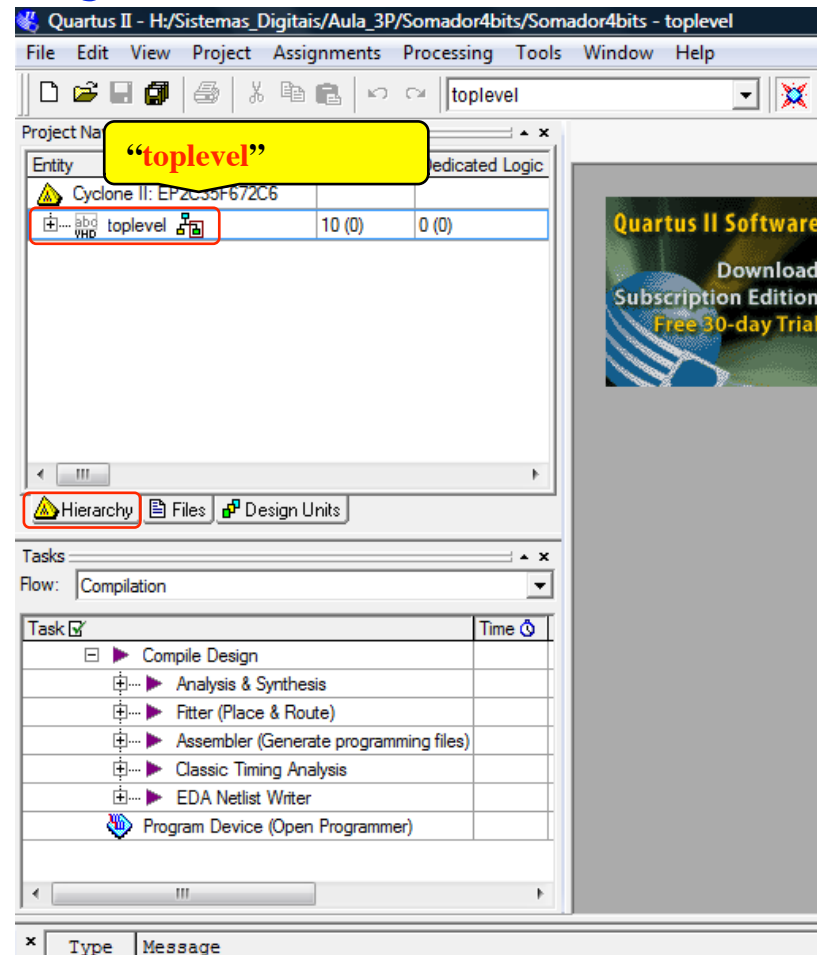 Quartus II - H:/Sistemas_Digitais/Aula_3P/Somador4bits/Somador4bits - toplevel
File Edit View Project Assignments Processing Tools Window Help
toplevel
Project Na
“toplevel”
Entity Dedicated Logic
Cyclone II: EP2C35F672C6
abc VHD toplevel 10 (0) 0 (0)
Quartus II Software
Download
Subscription Edition
Free 30-day Trial
Hierarchy Files Design Units
Tasks
Flow: Compilation
Task Time
Compile Design
Analysis & Synthesis
Fitter (Place & Route)
Assembler (Generate programming files)
Classic Timing Analysis
EDA Netlist Writer
Program Device (Open Programmer)
× Type Message